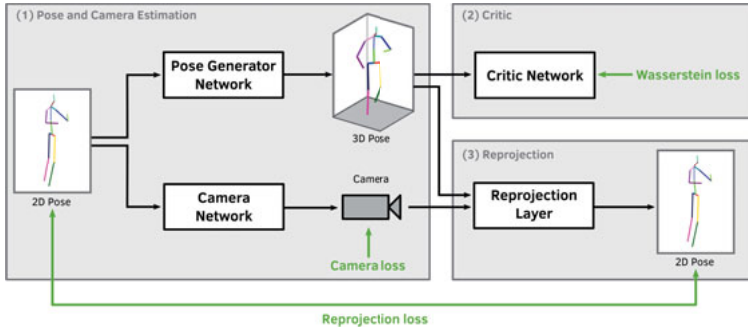 (1) Pose and Camera Estimation
Pose Generator
Network
3D Pose
2D Pose
Camera
Network
Camera
Camera loss
(2) Critic
Critic Network
Wasserstein loss
(3) Reprojection
Reprojection
Layer
2D Pose
Reprojection loss